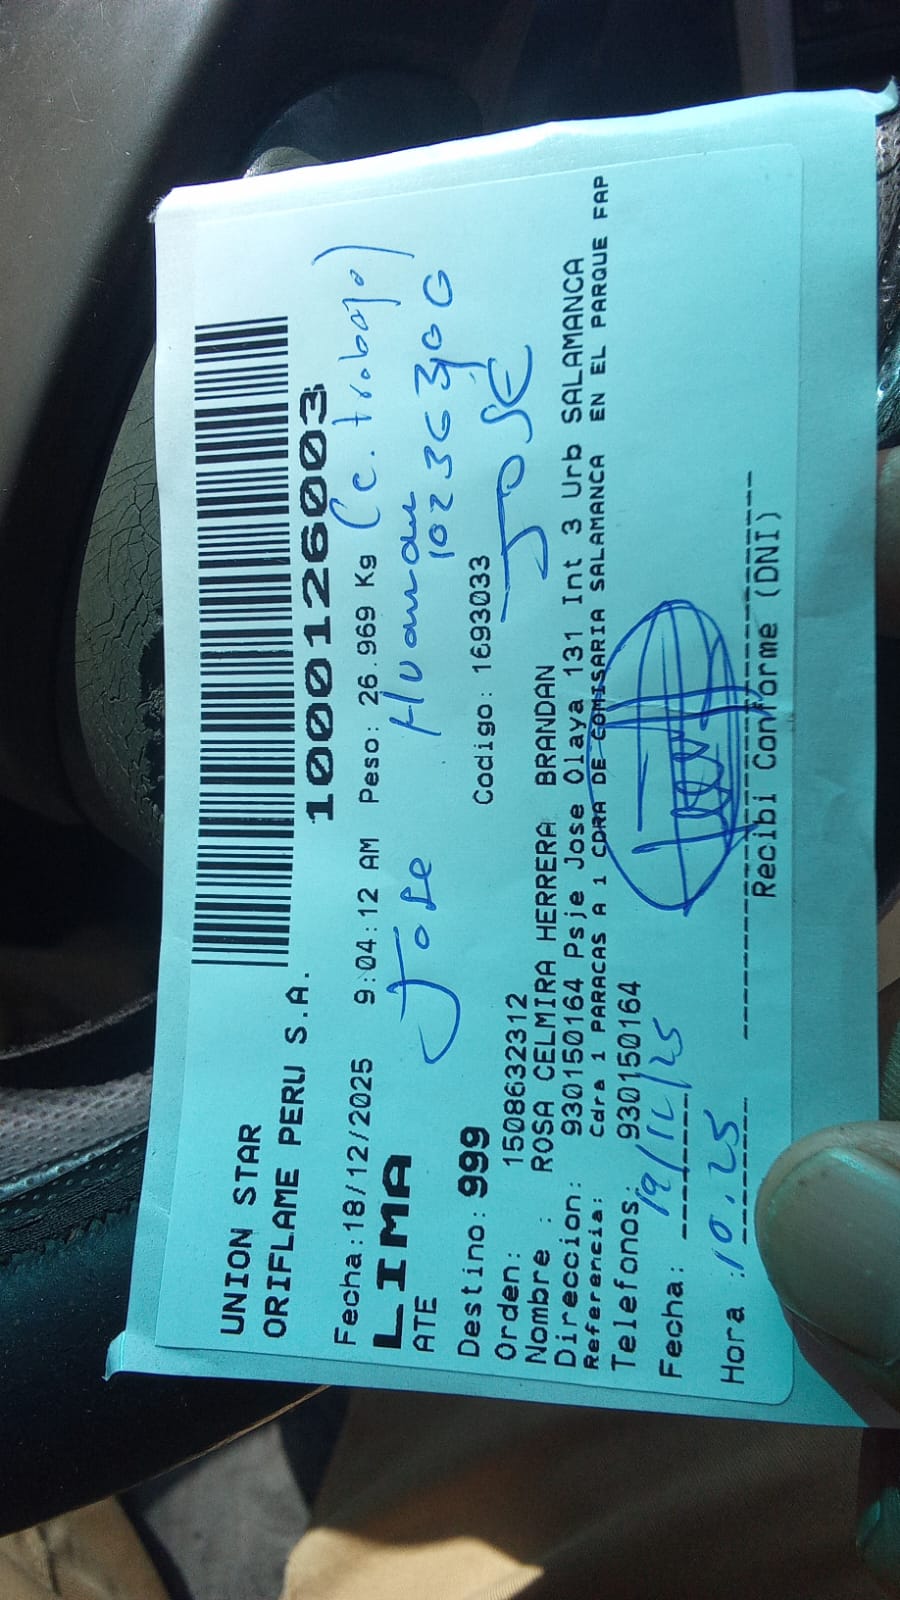 UNION STAR
ORIFLAME PERU S.A.
10001126003
Fecha:18/12/2025 9:04:12 AM Peso: 26.969 Kg (c. trabajo)
LIMA
ATE
Jose Huamau
Destino: 999 Codigo: 1693033
JOSE
Orden: 1508632312
Nombre : ROSA CELMIRA HERRERA BRANDAN
Direccion: 930150164 Psje Jose Olaya 131 Int 3 Urb SALAMANCA
Referencia: Cdra 1 PARACAS A 1 CDRA DE COMISARIA SALAMANCA EN EL PARQUE FAP
Telefonos: ,930150164
Fecha: 19/12/25
Hora : 10.25
Recibi Conforme (DNI)